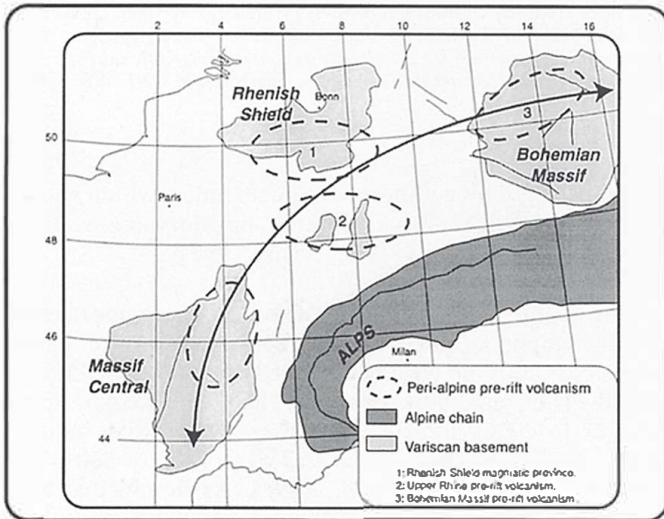 2 4 6 8 10 12 14 16
Rhenish
Shield
Bonn
50
1
3
Bohemian
Massif
Paris
2
48
46
ALPS
Milan
Massif
Central
44
Peri-alpine pre-rift volcanism
Alpine chain
Variscan basement
1: Rhenish Shield magmatic province.
2: Upper Rhine pre-rift volcanism.
3: Bohemian Massif pre-rift volcanism.